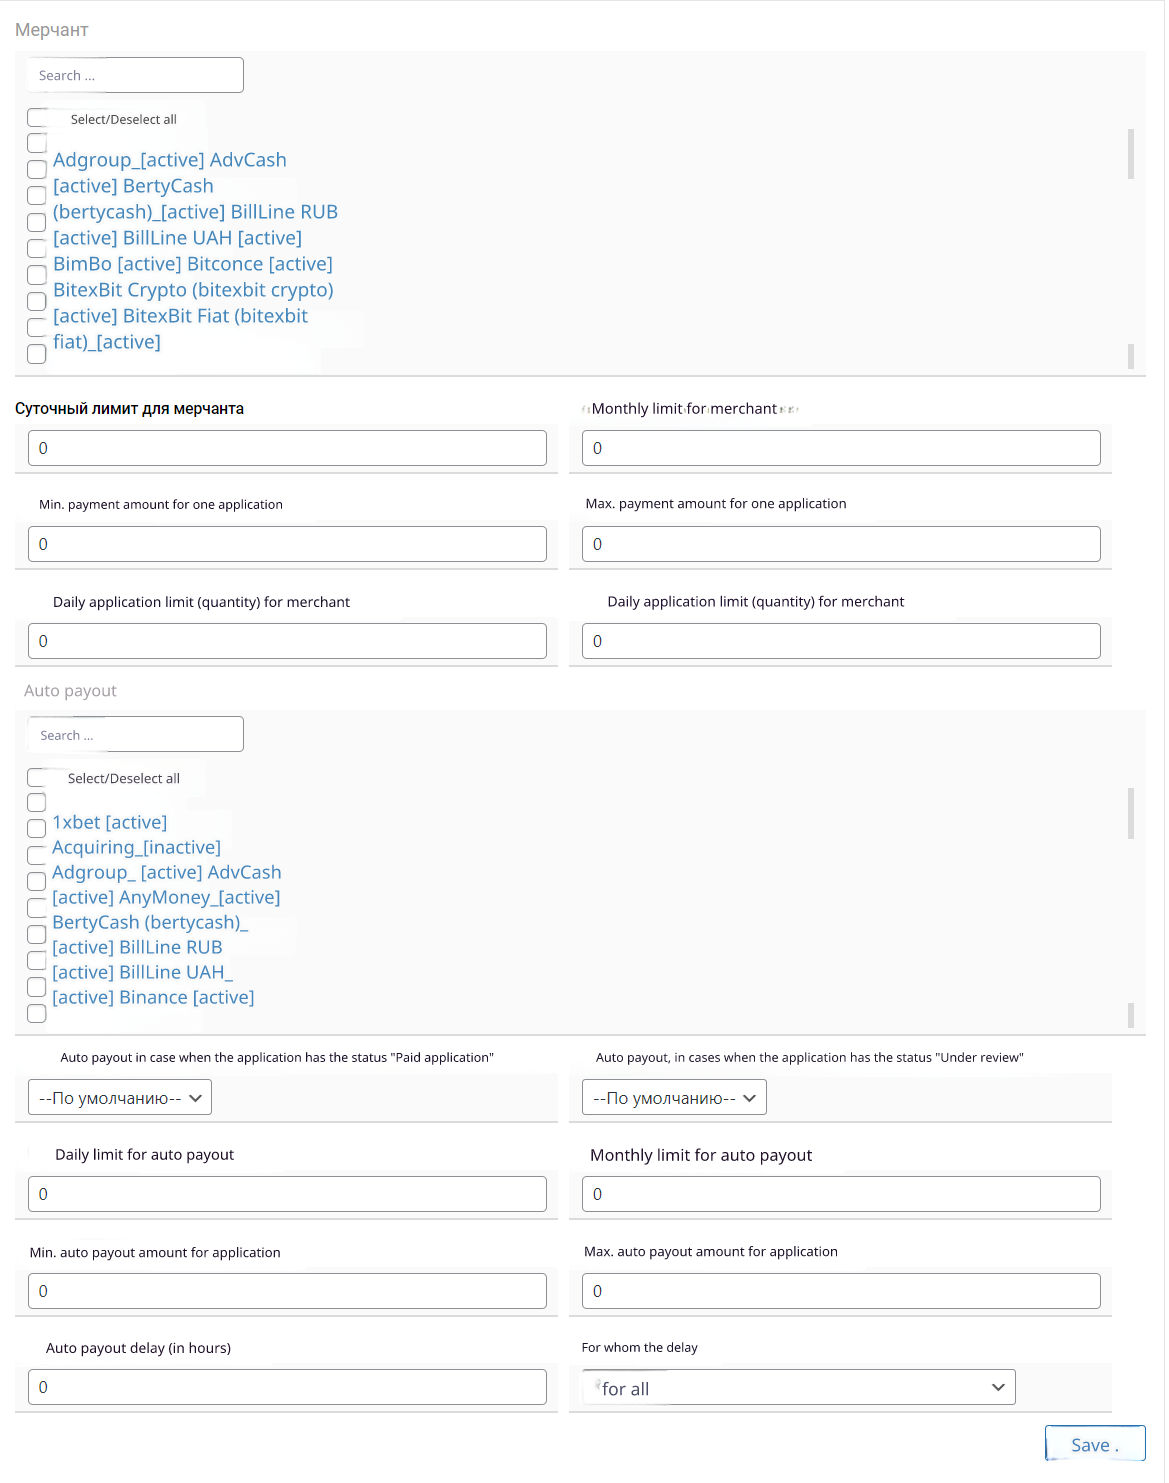 Мерчант
Search ...
Select/Deselect all
Adgroup_[active] AdvCash
[active] BertyCash
(bertycash)_[active] BillLine RUB
[active] BillLine UAH [active]
BimBo [active] Bitconce [active]
BitexBit Crypto (bitexbit crypto)
[active] BitexBit Fiat (bitexbit
fiat)_[active]
Суточный лимит для мерчанта
Monthly limit for merchant
0
0
Min. payment amount for one application
Max. payment amount for one application
0
0
Daily application limit (quantity) for merchant
Daily application limit (quantity) for merchant
0
0
Auto payout
Search ...
Select/Deselect all
1xbet [active]
Acquiring_[inactive]
Adgroup_ [active] AdvCash
[active] AnyMoney_[active]
BertyCash (bertycash)_
[active] BillLine RUB
[active] BillLine UAH_
[active] Binance [active]
Auto payout in case when the application has the status "Paid application"
Auto payout, in cases when the application has the status "Under review"
--По умолчанию--
--По умолчанию--
Daily limit for auto payout
Monthly limit for auto payout
0
0
Min. auto payout amount for application
Max. auto payout amount for application
0
0
Auto payout delay (in hours)
For whom the delay
0
for all
Save .